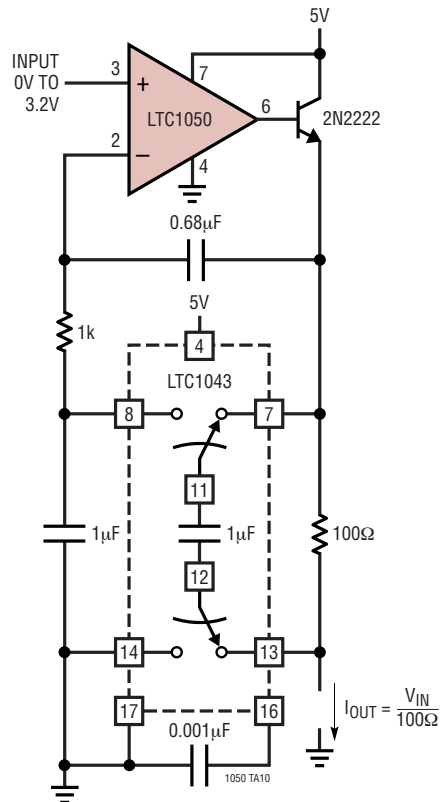 5V
INPUT
0V TO
3.2V
3
+
7
LTC1050
6
2N2222
2
–
4
0.68µF
5V
1k
4
LTC1043
8
7
11
1µF
1µF
100Ω
12
14
13
17
16
0.001µF
IOUT = VIN
100Ω
1050 TA10